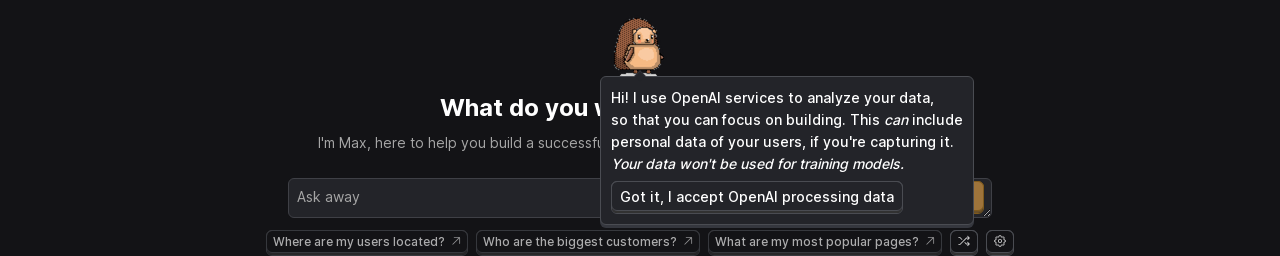 What do you w
Hi! I use OpenAI services to analyze your data,
so that you can focus on building. This can include
personal data of your users, if you're capturing it.
Your data won't be used for training models.
Got it, I accept OpenAI processing data
I'm Max, here to help you build a successfu
Ask away
Where are my users located?
Who are the biggest customers?
What are my most popular pages?